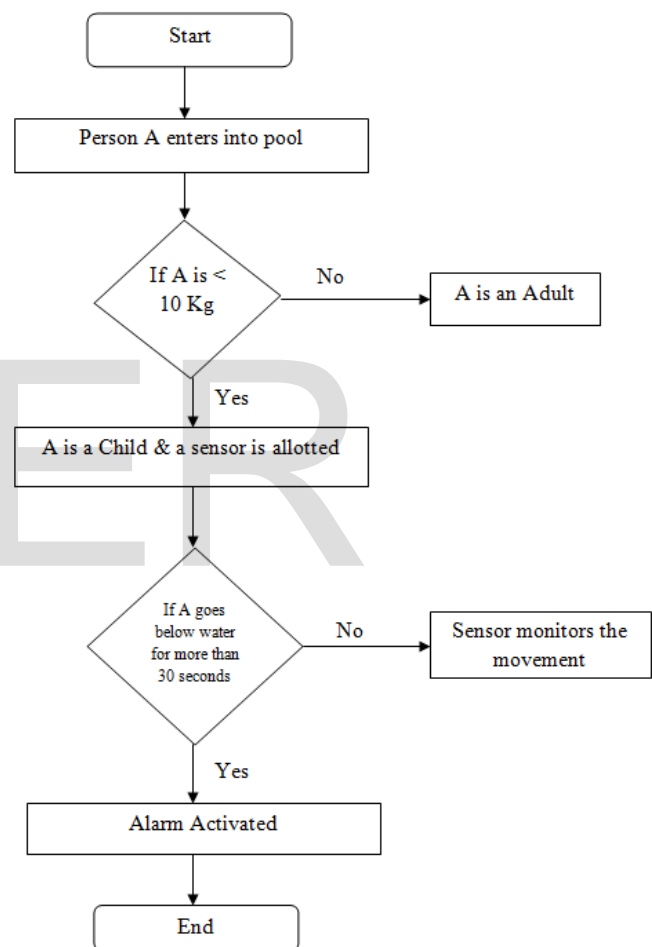 Start
Person A enters into pool
If A is <
10 Kg
No
A is an Adult
Yes
A is a Child & a sensor is allotted
If A goes
below water
for more than
30 seconds
No
Sensor monitors the
movement
Yes
Alarm Activated
End
ER